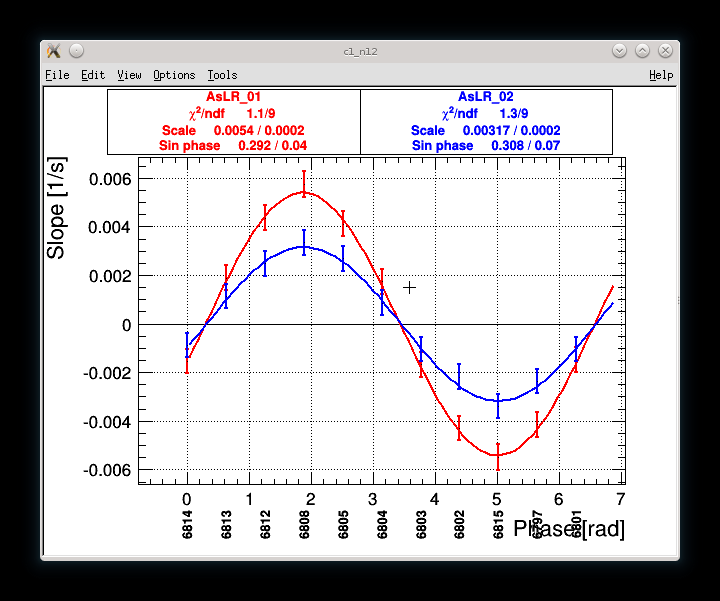 c1_n12
File Edit View Options Tools Help
AsLR_01
χ²/ndf 1.1/9
Scale 0.0054 / 0.0002
Sin phase 0.292 / 0.04
AsLR_02
χ²/ndf 1.3/9
Scale 0.00317 / 0.0002
Sin phase 0.308 / 0.07
Slope [1/s]
0.006
0.004
0.002
0
-0.002
-0.004
-0.006
0 1 2 3 4 5 6 7
6814 6813 6812 6808 6805 6804 6803 6802 6815 6801
Phase [rad]